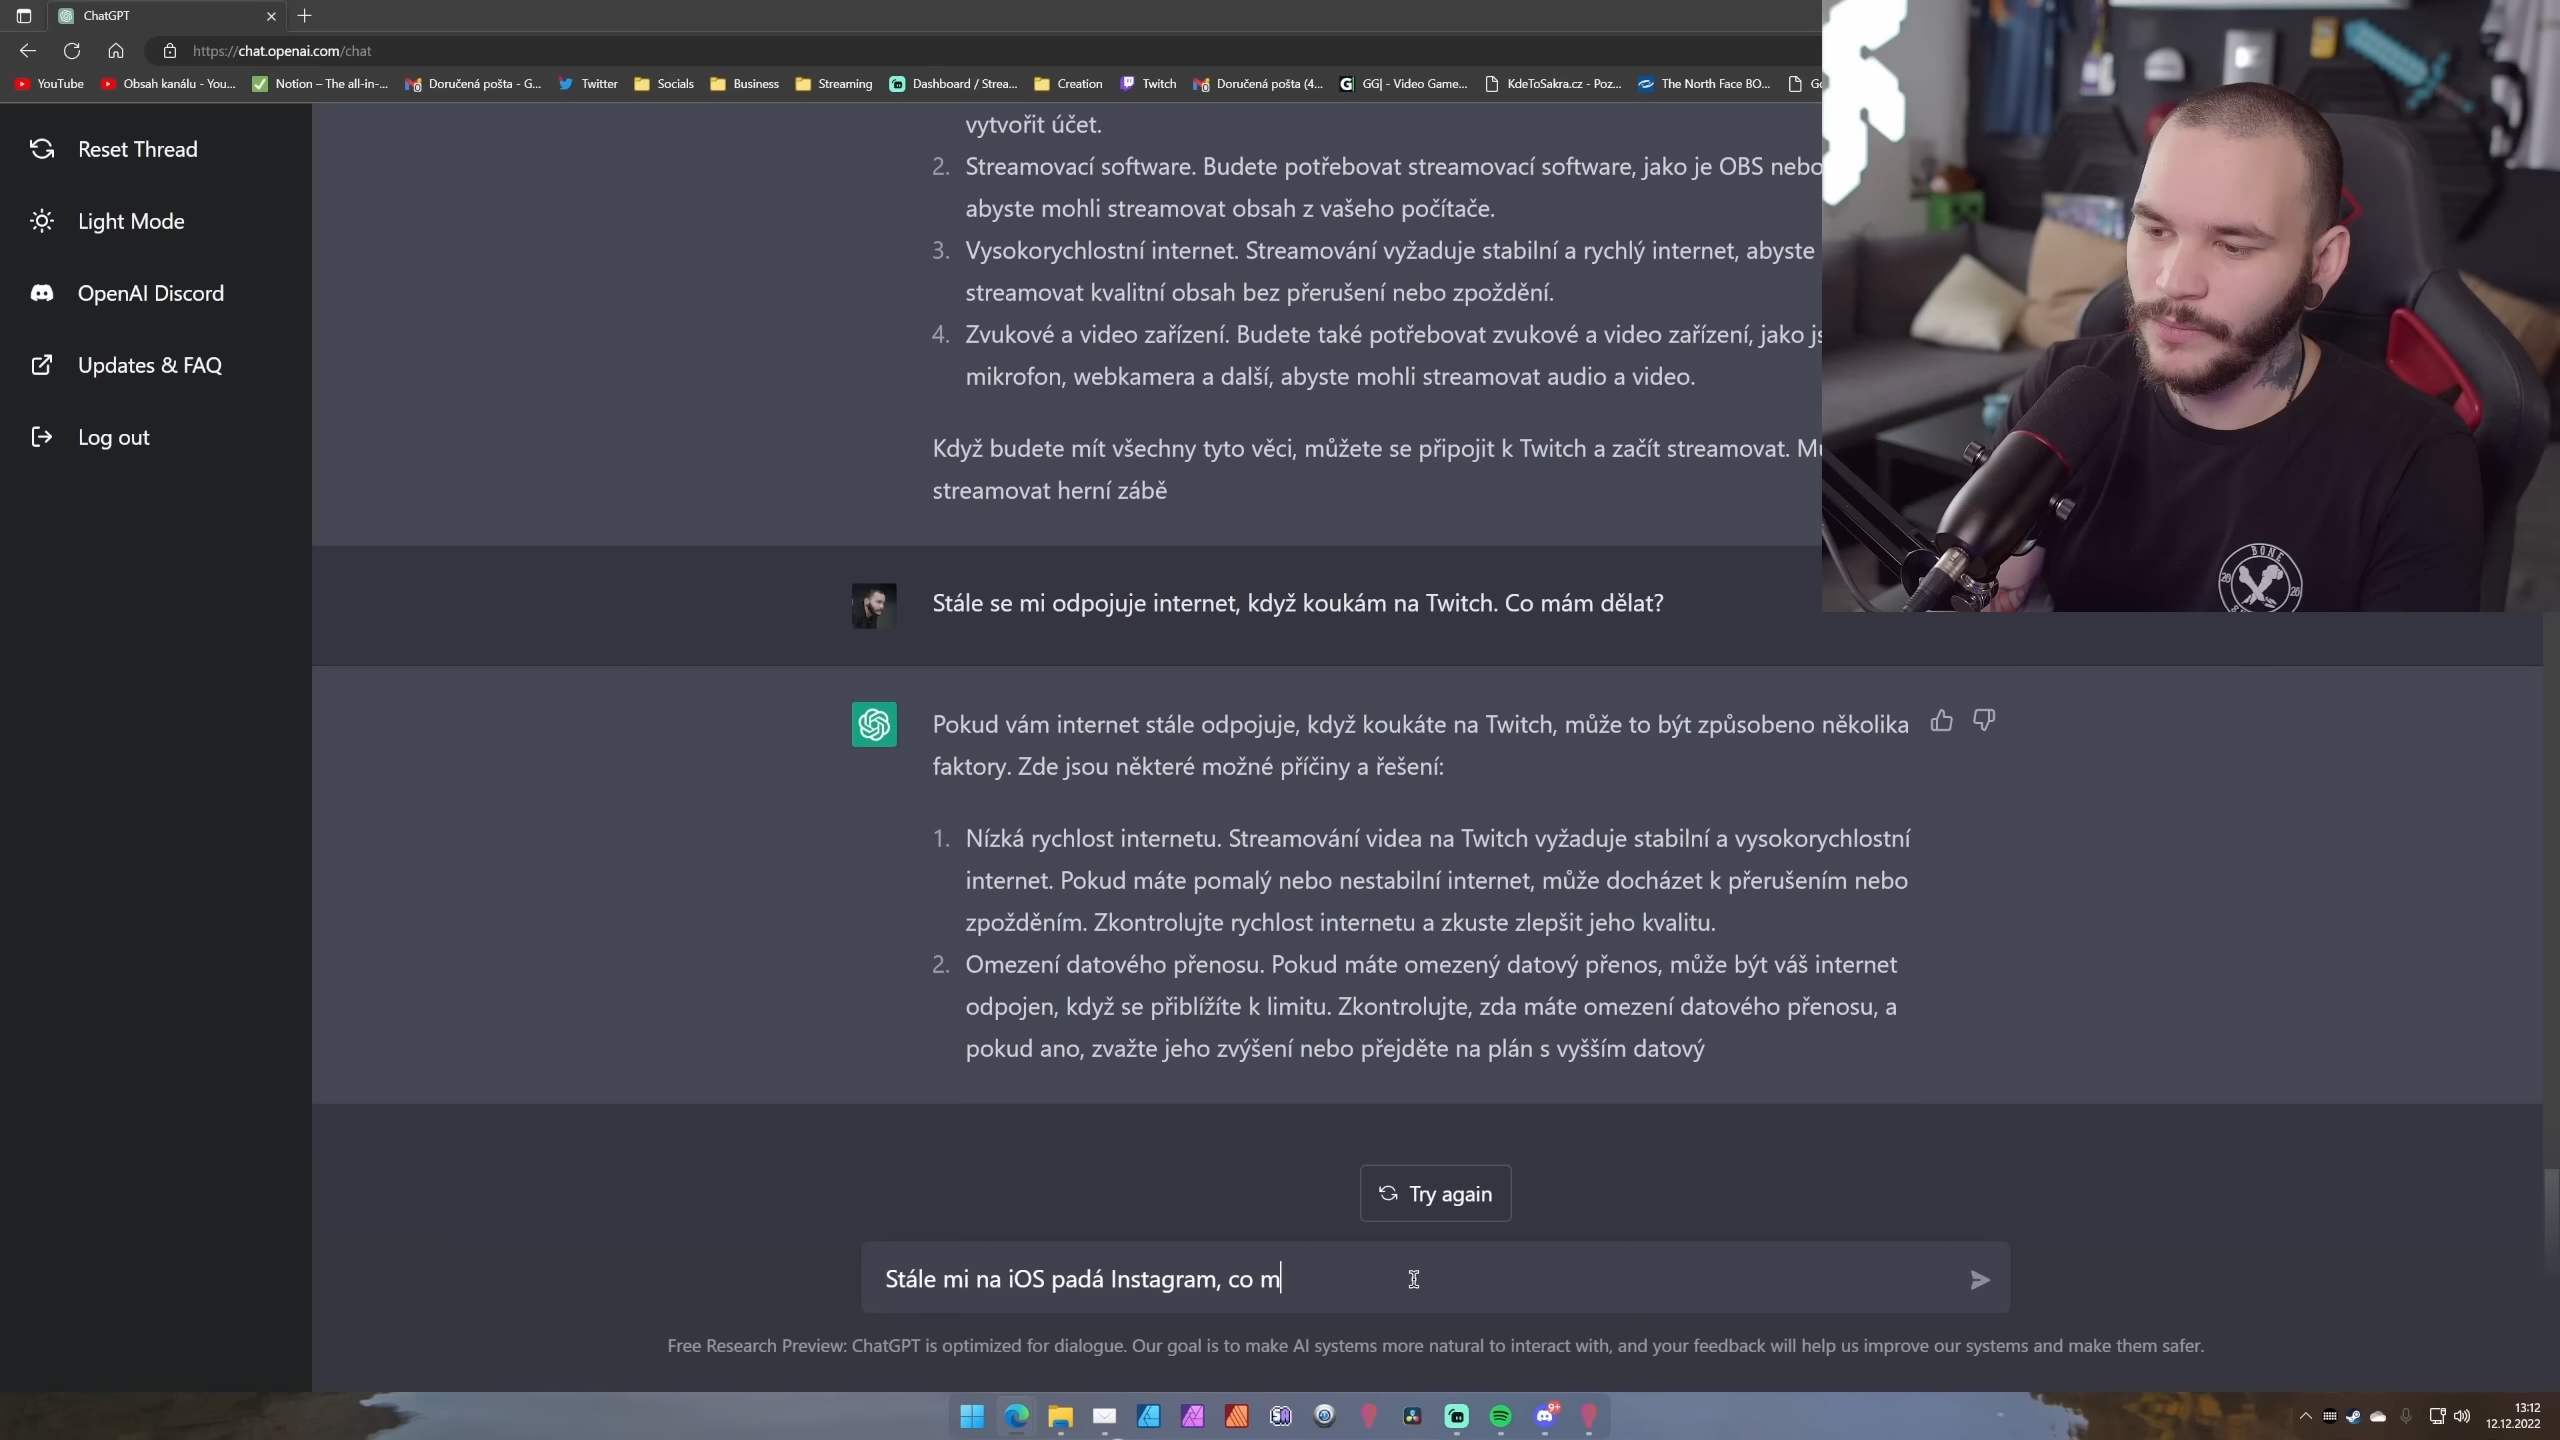 ChatGPT
https://chat.openai.com/chat
YouTube Obsah kanálu - You... Notion – The all-in-... Doručená pošta - G... Twitter Socials Business Streaming Dashboard / Strea... Creation Twitch Doručená pošta (4... GG| - Video Game... KdeToSakra.cz - Poz... The North Face BO...
Reset Thread
Light Mode
OpenAI Discord
Updates & FAQ
Log out
vytvořit účet.
2. Streamovací software. Budete potřebovat streamovací software, jako je OBS nebo
abyste mohli streamovat obsah z vašeho počítače.
3. Vysokorychlostní internet. Streamování vyžaduje stabilní a rychlý internet, abyste
streamovat kvalitní obsah bez přerušení nebo zpoždění.
4. Zvukové a video zařízení. Budete také potřebovat zvukové a video zařízení, jako
mikrofon, webkamera a další, abyste mohli streamovat audio a video.
Když budete mít všechny tyto věci, můžete se připojit k Twitch a začít streamovat.
streamovat herní zábě
BONE
20 20
Stále se mi odpojuje internet, když koukám na Twitch. Co mám dělat?
Pokud vám internet stále odpojuje, když koukáte na Twitch, může to být způsobeno několika
faktory. Zde jsou některé možné příčiny a řešení:
1. Nízká rychlost internetu. Streamování videa na Twitch vyžaduje stabilní a vysokorychlostní
internet. Pokud máte pomalý nebo nestabilní internet, může docházet k přerušením nebo
zpožděním. Zkontrolujte rychlost internetu a zkuste zlepšit jeho kvalitu.
2. Omezení datového přenosu. Pokud máte omezený datový přenos, může být váš internet
odpojen, když se přiblížíte k limitu. Zkontrolujte, zda máte omezení datového přenosu, a
pokud ano, zvažte jeho zvýšení nebo přejděte na plán s vyšším datový
Try again
Stále mi na iOS padá Instagram, co m
Free Research Preview: ChatGPT is optimized for dialogue. Our goal is to make AI systems more natural to interact with, and your feedback will help us improve our systems and make them safer.
9+
13:12
12.12.2022